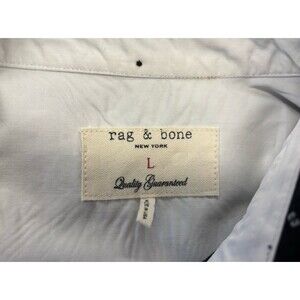 rag & bone
NEW YORK
L
Quality Guaranteed